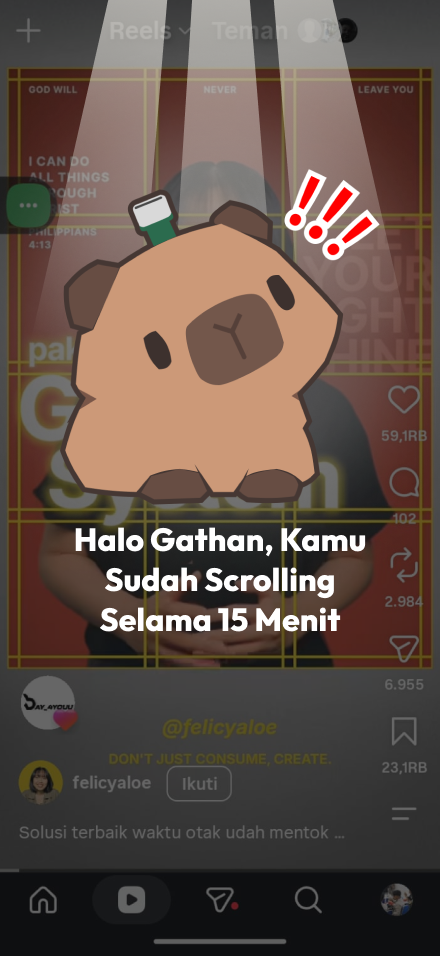 Reels Teman
GOD WILL NEVER LEAVE YOU
I CAN DO
ALL THINGS
PHILIPPIANS
4:13
YOUR
Halo Gathan, Kamu
Sudah Scrolling
Selama 15 Menit
59,1RB
102
2.984
6.955
23,1RB
@felicyaloe
DON'T JUST CONSUME, CREATE.
felicyaloe
Ikuti
Solusi terbaik waktu otak udah mentok ...